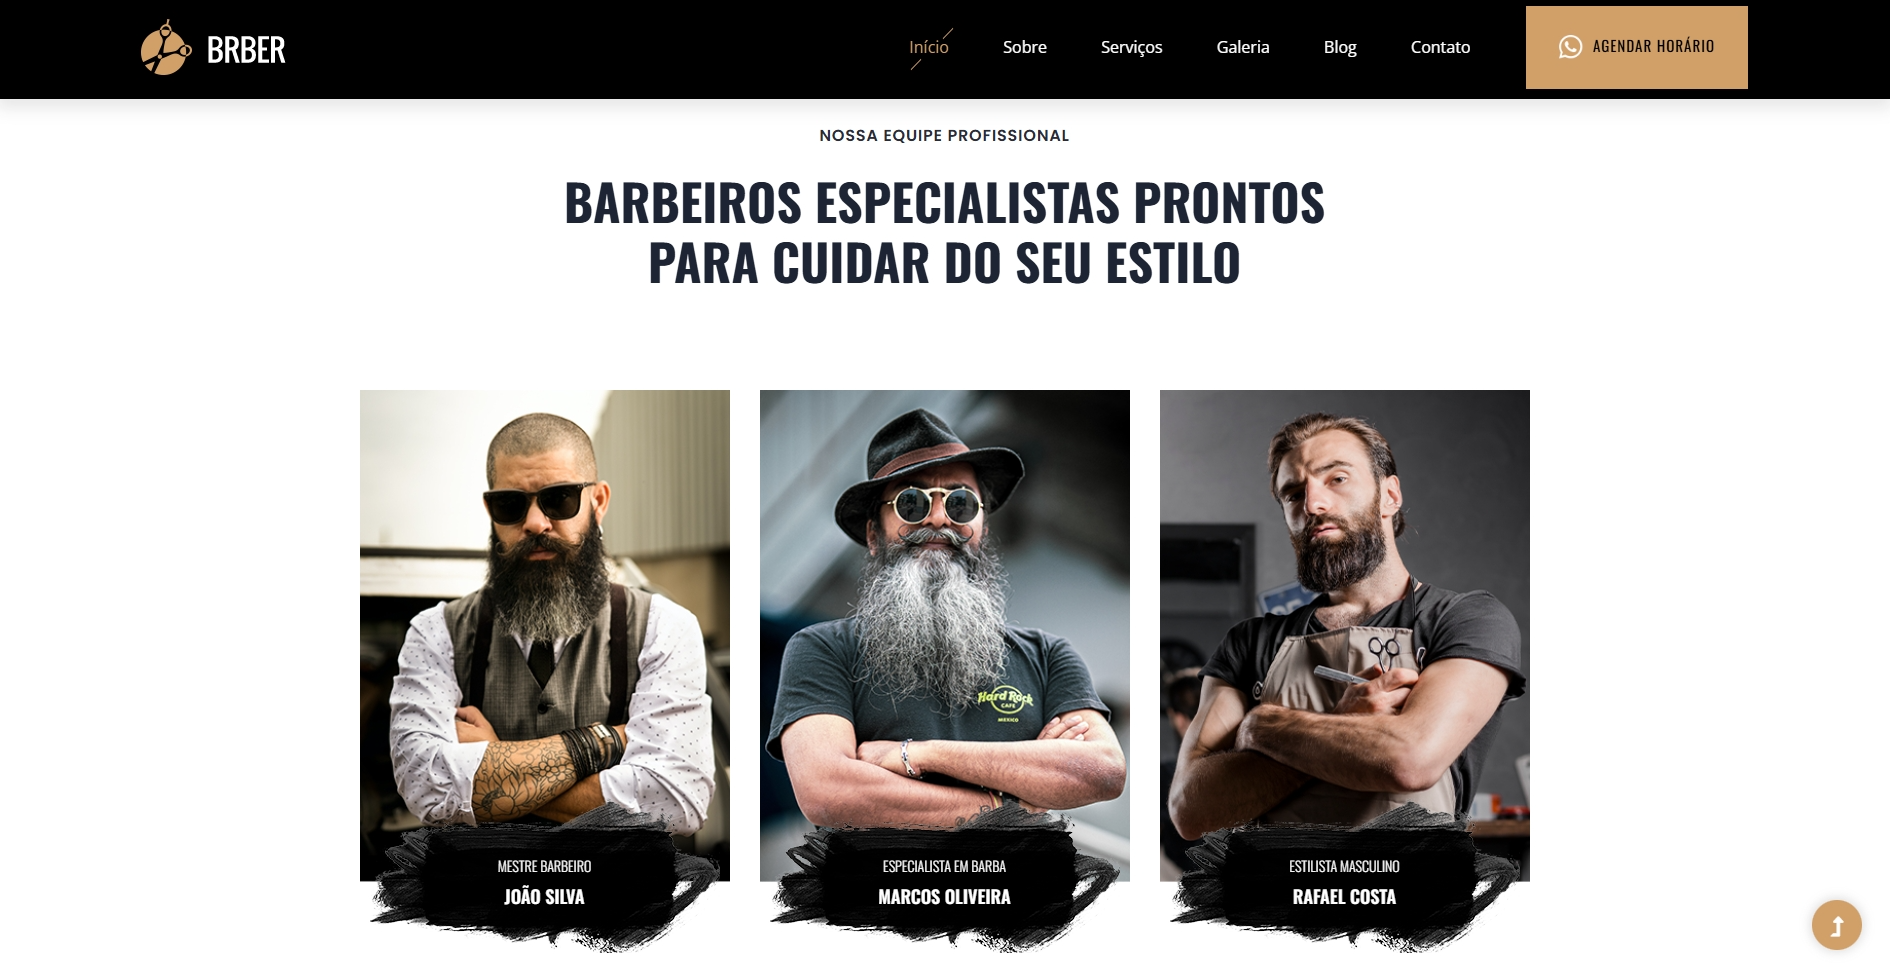 BRBER
Início
Sobre
Serviços
Galeria
Blog
Contato
AGENDAR HORÁRIO
NOSSA EQUIPE PROFISSIONAL
BARBEIROS ESPECIALISTAS PRONTOS
PARA CUIDAR DO SEU ESTILO
Hard Rock
CAFE
MEXICO
MESTRE BARBEIRO
JOÃO SILVA
ESPECIALISTA EM BARBA
MARCOS OLIVEIRA
ESTILISTA MASCULINO
RAFAEL COSTA